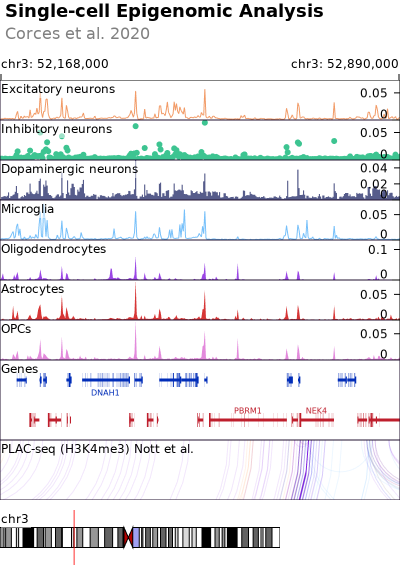 Single-cell Epigenomic Analysis
Corces et al. 2020
chr3: 52,168,000 chr3: 52,890,000
Excitatory neurons
0.05
0
Inhibitory neurons
0.05
0
Dopaminergic neurons
0.04
0.02
0
Microglia
0.05
0
Oligodendrocytes
0.1
0
Astrocytes
0.05
0
OPCs
0.05
0
Genes
DNAH1
PBRM1 NEK4
PLAC-seq (H3K4me3) Nott et al.
chr3